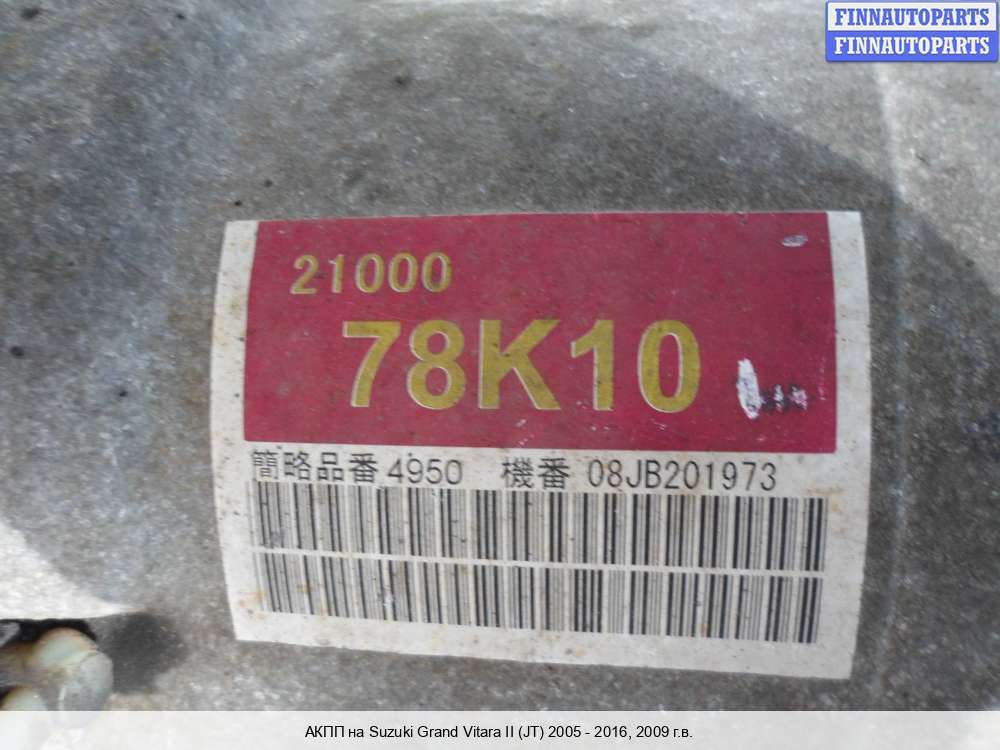 FINNAUTOPARTS
FINNAUTOPARTS
21000
78K10
簡略品番 4950 機番 08JB201973
АКПП на Suzuki Grand Vitara II (JT) 2005 - 2016, 2009 г.в.